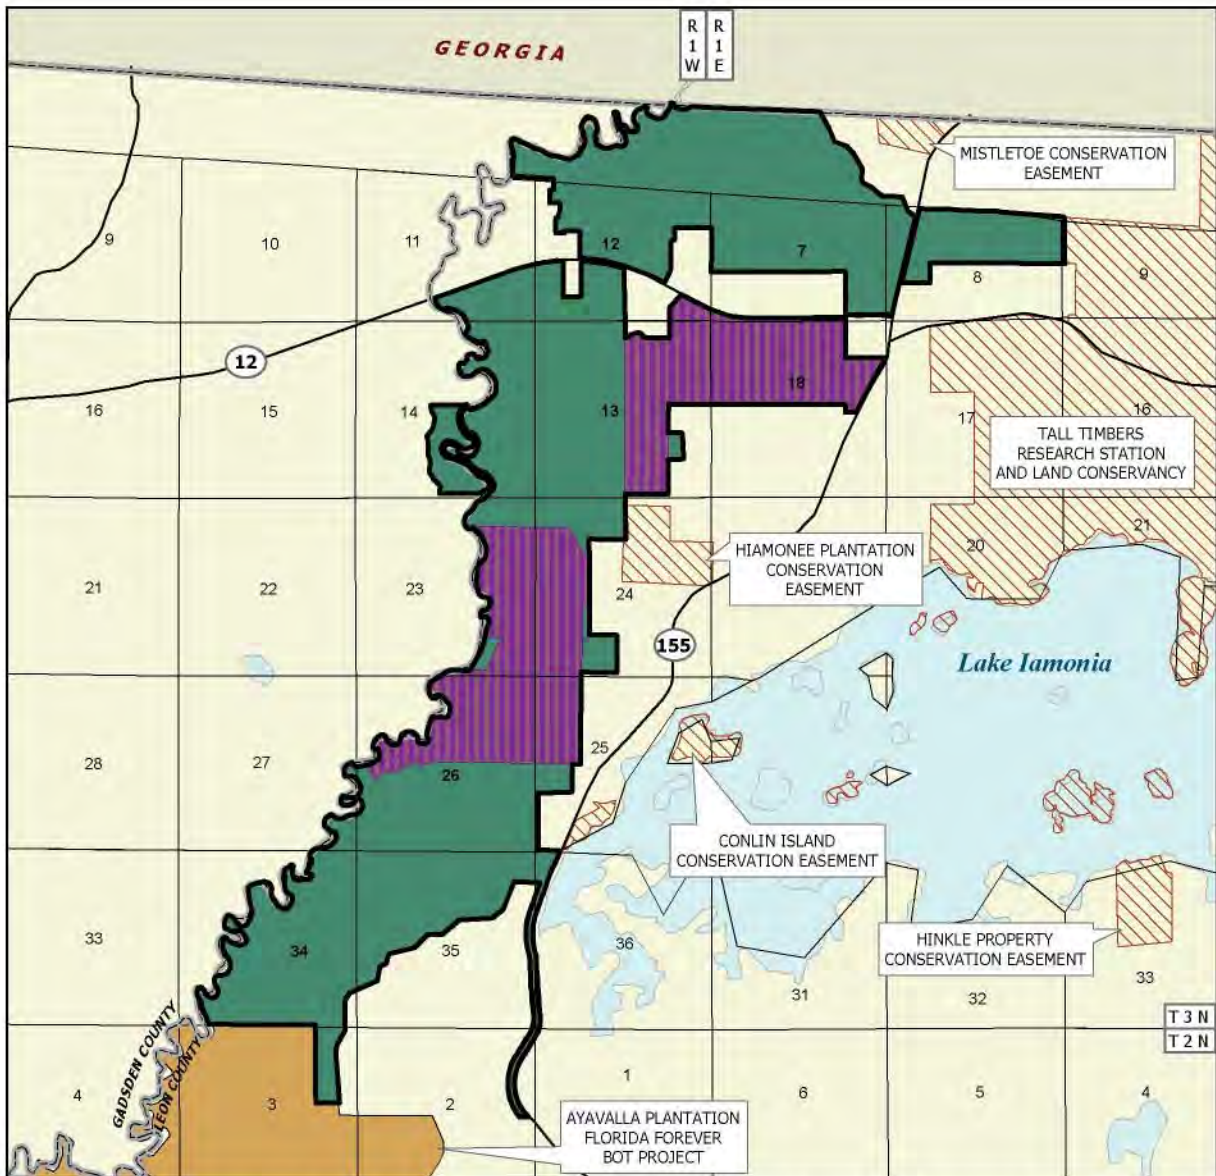 GEORGIA
R R
1 1
W E
MISTLETOE CONSERVATION
EASEMENT
9
10
11
12
7
8
9
12
16
15
14
13
18
17
16
TALL TIMBERS
RESEARCH STATION
AND LAND CONSERVANCY
21
22
23
24
20
21
HIAMONEE PLANTATION
CONSERVATION
EASEMENT
155
Lake Iamonia
28
27
26
25
CONLIN ISLAND
CONSERVATION EASEMENT
33
34
35
36
31
32
33
HINKLE PROPERTY
CONSERVATION EASEMENT
GADSDEN COUNTY
LEON COUNTY
T 3 N
T 2 N
4
3
2
1
6
5
4
AYAVALLA PLANTATION
FLORIDA FOREVER
BOT PROJECT